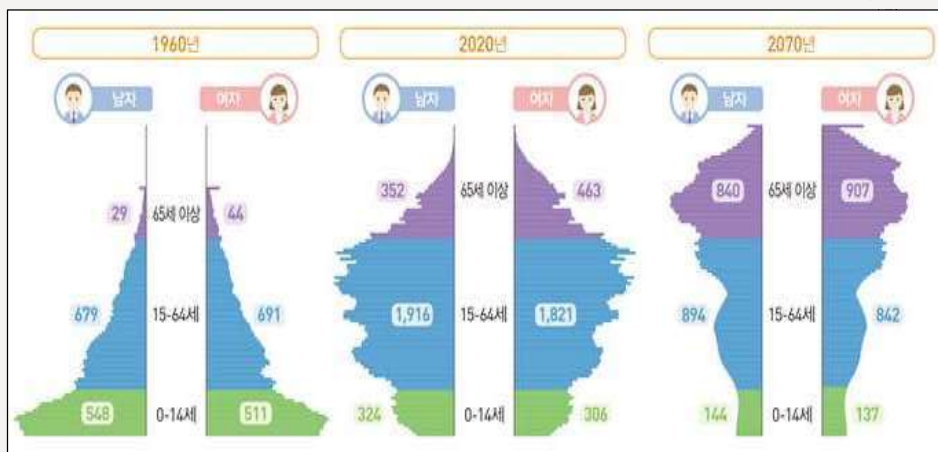 1960년
2020년
2070년
남자 여자
남자 여자
남자 여자
29 65세 이상 44
352 65세 이상 463
840 65세 이상 907
679 15-64세 691
1,916 15-64세 1,821
894 15-64세 842
548 0-14세 511
324 0-14세 306
144 0-14세 137